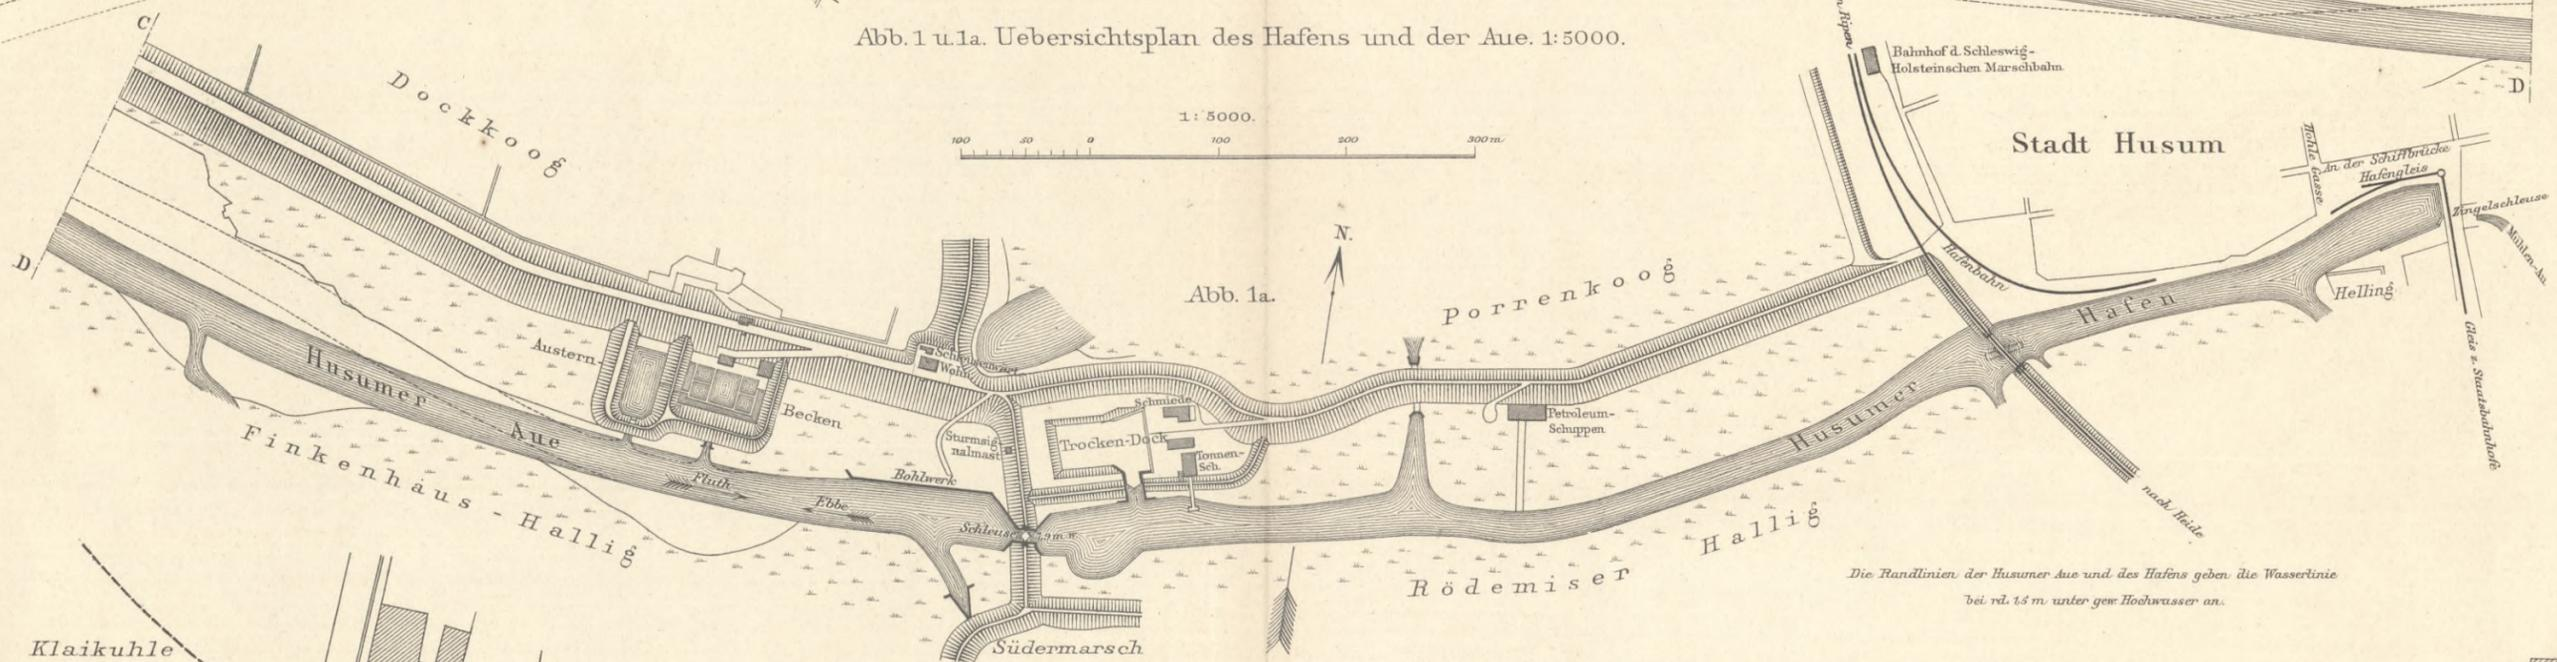 C
Abb. 1 u. 1a. Uebersichtsplan des Hafens und der Aue. 1:5000.
1:5000.
100 50 0 100 200 300 m
Dockkoog
Ripen
Bahnhof d. Schleswig-
Holsteinschen Marschbahn
Stadt Husum
D
Hohle Gasse
An der Schiffbrücke
Hafengleis
Zingelschleuse
Mühlen-Au
N.
Abb. 1a.
Porrenkoog
Hafenbahn
Hafen
Helling
Gleis z. Staatsbahnhofe
D
Husumer
Aue
Austern-
Becken
Wohn.
Schmiede
Trocken-Dock
Tonnen-
Sch.
Sturmsig-
nalmast
Petroleum-
Schuppen
Husumer
Finkenhaus-Hallig
Fluth
Ebbe
Bohlwerk
Schleuse
nach Heide
Rödemiser Hallig
Die Randlinien der Husumer Aue und des Hafens geben die Wasserlinie
bei rd. 1,5 m unter gew. Hochwasser an.
Klaikuhle
Südermarsch